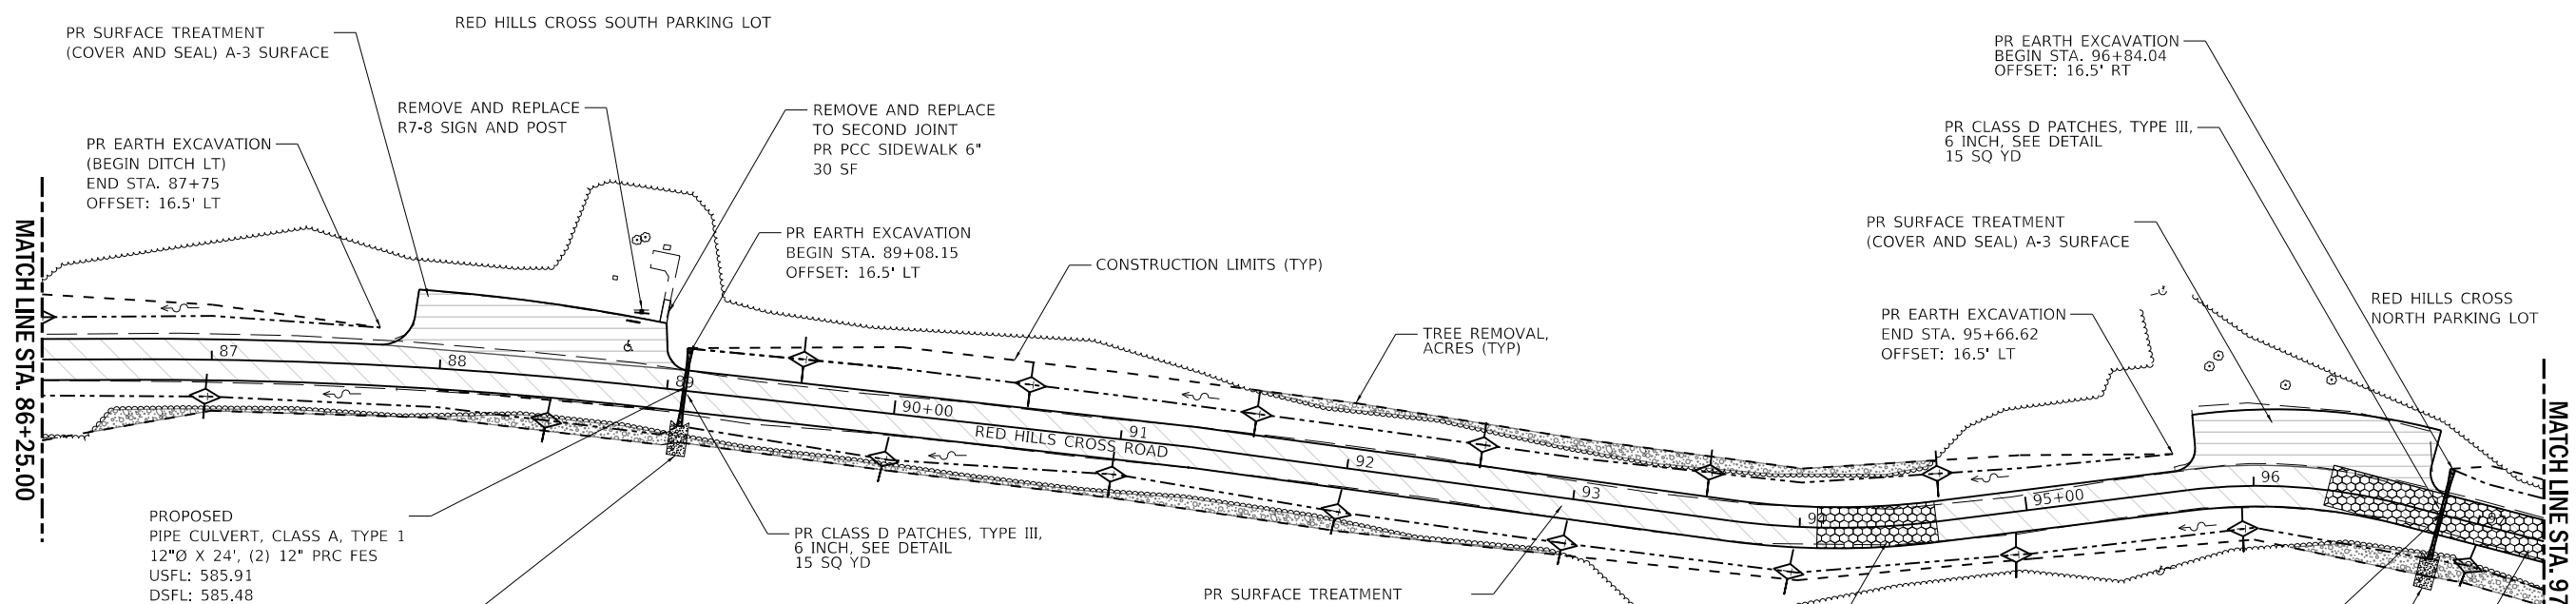 RED HILLS CROSS SOUTH PARKING LOT
PR SURFACE TREATMENT
(COVER AND SEAL) A-3 SURFACE
REMOVE AND REPLACE
R7-8 SIGN AND POST
PR EARTH EXCAVATION
(BEGIN DITCH LT)
END STA. 87+75
OFFSET: 16.5' LT
REMOVE AND REPLACE
TO SECOND JOINT
PR PCC SIDEWALK 6"
30 SF
PR EARTH EXCAVATION
BEGIN STA. 89+08.15
OFFSET: 16.5' LT
CONSTRUCTION LIMITS (TYP)
TREE REMOVAL,
ACRES (TYP)
PR EARTH EXCAVATION
BEGIN STA. 96+84.04
OFFSET: 16.5' RT
PR CLASS D PATCHES, TYPE III,
6 INCH, SEE DETAIL
15 SQ YD
PR SURFACE TREATMENT
(COVER AND SEAL) A-3 SURFACE
PR EARTH EXCAVATION
END STA. 95+66.62
OFFSET: 16.5' LT
RED HILLS CROSS
NORTH PARKING LOT
MATCH LINE STA. 86+25.00
87
88
89
90+00
91
RED HILLS CROSS ROAD
92
93
94
95+00
96
97
MATCH LINE STA. 97
PROPOSED
PIPE CULVERT, CLASS A, TYPE 1
12"Ø X 24', (2) 12" PRC FES
USFL: 585.91
DSFL: 585.48
PR CLASS D PATCHES, TYPE III,
6 INCH, SEE DETAIL
15 SQ YD
PR SURFACE TREATMENT